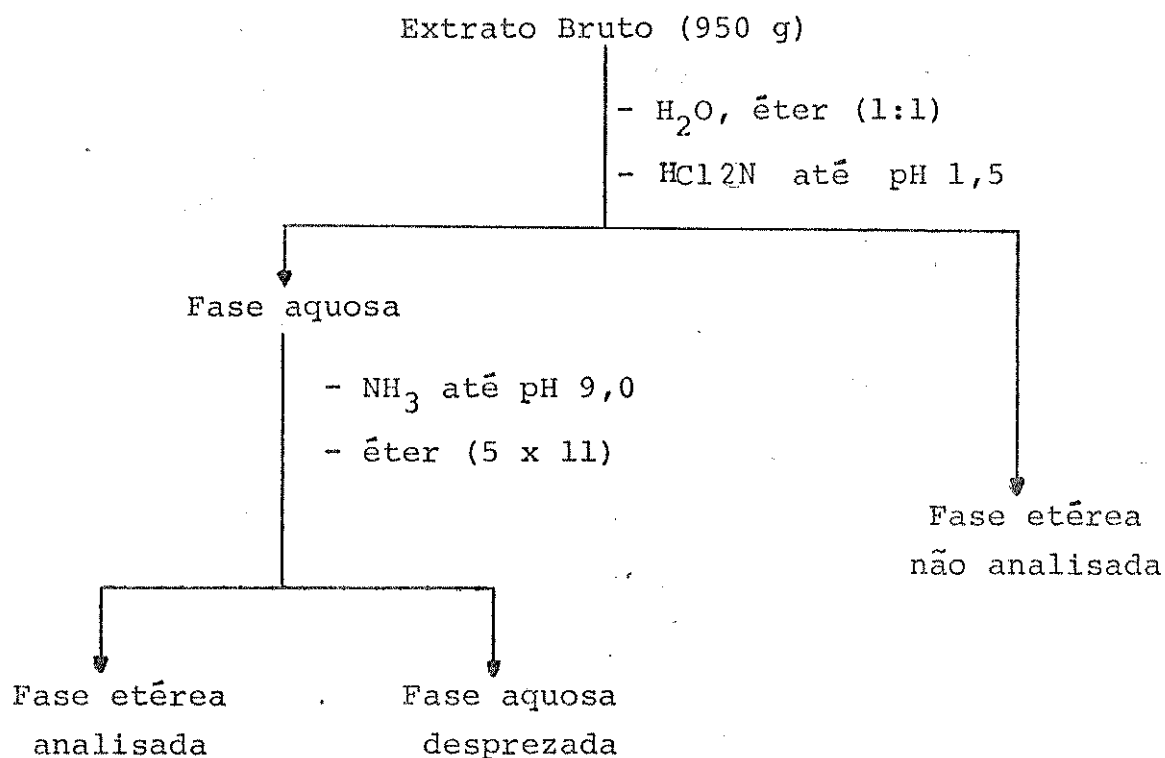 Extrato Bruto (950 g)
- H₂O, éter (1:1)
- HCl 2N até pH 1,5
Fase aquosa
- NH₃ até pH 9,0
- éter (5 x 1l)
Fase etérea
não analisada
Fase etérea
analisada
Fase aquosa
desprezada